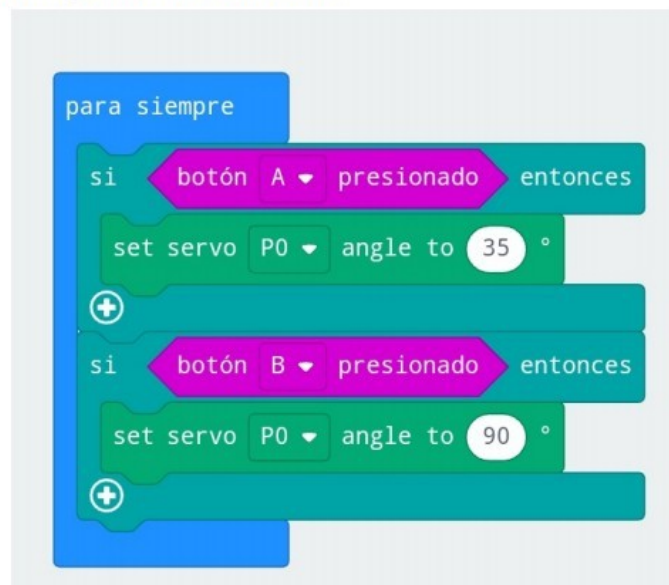 para siempre
si botón A presionado entonces
set servo P0 angle to 35 °
si botón B presionado entonces
set servo P0 angle to 90 °